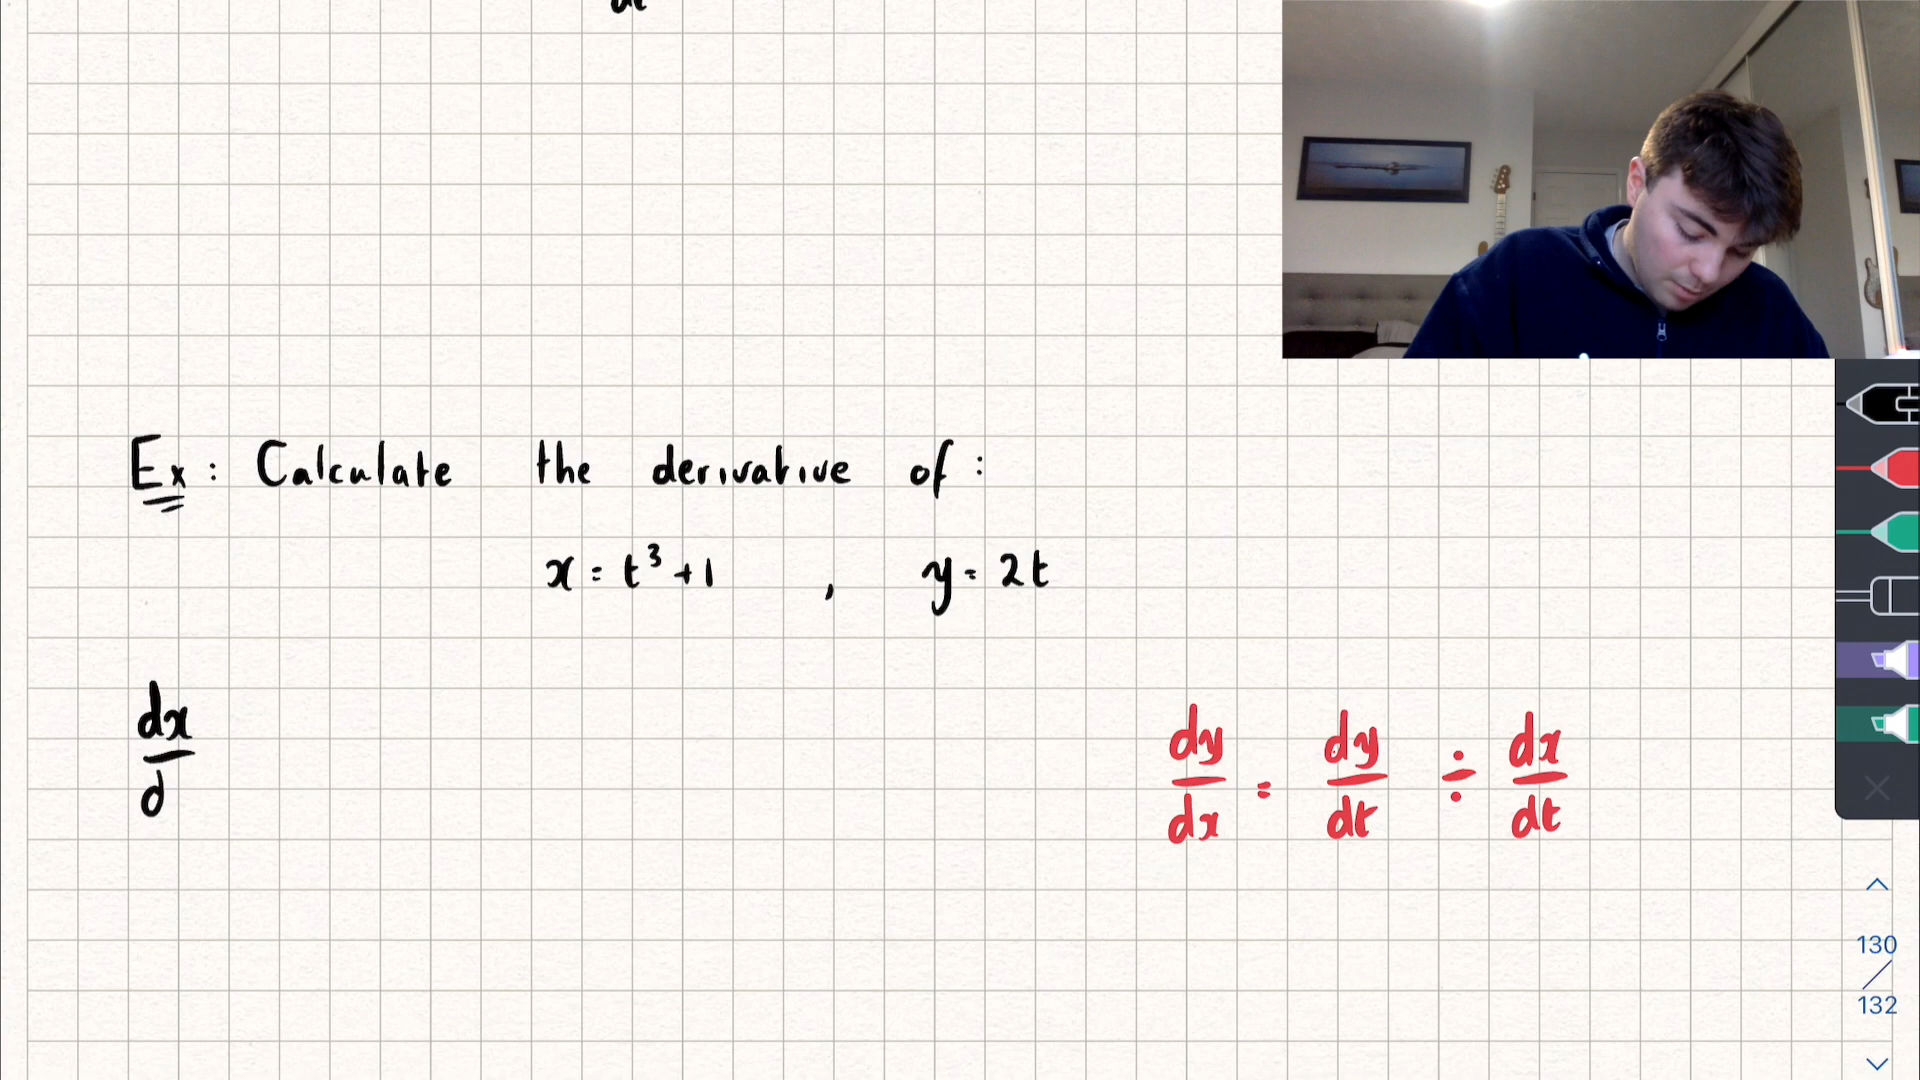 Ex: Calculate the derivative of:
x = t³+1 , y = 2t
dx
d
dy/dx = dy/dt ÷ dx/dt
130
132